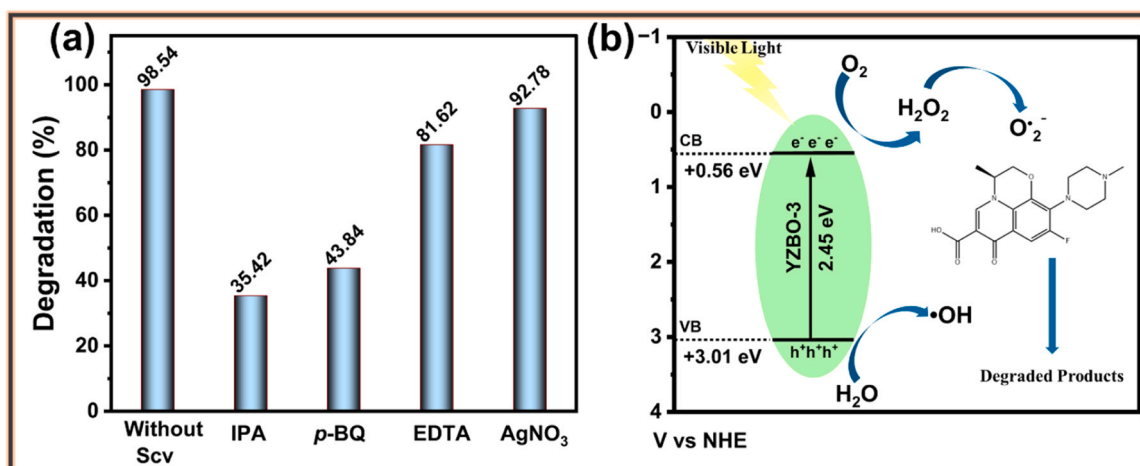 (a)
Degradation (%)
100
80
60
40
20
0
98.54
35.42
43.84
81.62
92.78
Without
Scv
IPA
p-BQ
EDTA
AgNO₃
(b)
−1
0
1
2
3
4
V vs NHE
Visible Light
O₂
H₂O₂
O•₂⁻
CB
e⁻ e⁻ e⁻
+0.56 eV
YZBO-3
2.45 eV
VB
h⁺h⁺h⁺
+3.01 eV
•OH
H₂O
O
N
N
N
CH₃
HO
O
O
F
Degraded Products